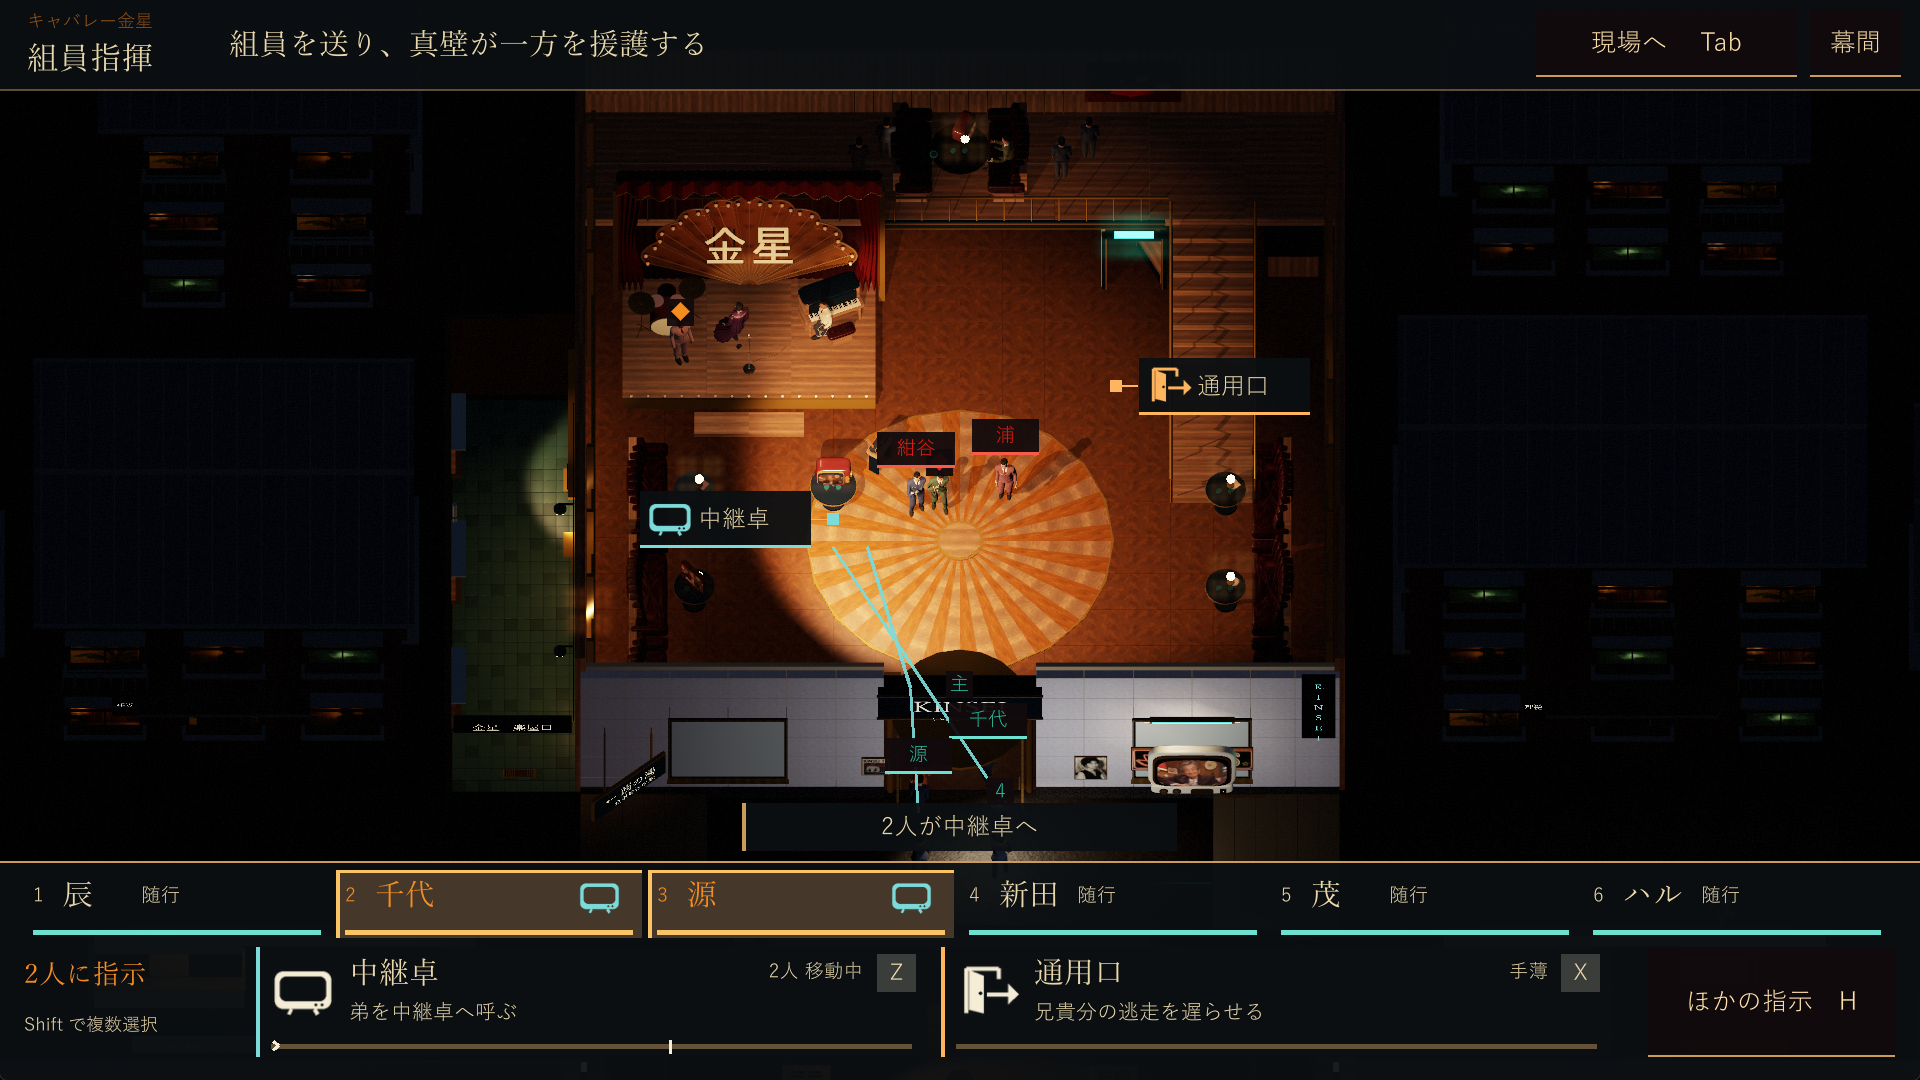 キャバレー金星
組員指揮
組員を送り、真壁が一方を援護する
現場へ Tab
幕間
金星
通用口
紺谷
浦
中継卓
主
千代
源
4
金星 楽屋口
R I N S E I
2人が中継卓へ
1 辰 随行
2 千代
3 源
4 新田 随行
5 茂 随行
6 ハル 随行
2人に指示
Shift で複数選択
中継卓
2人 移動中 Z
弟を中継卓へ呼ぶ
通用口
手薄 X
兄貴分の逃走を遅らせる
ほかの指示 H